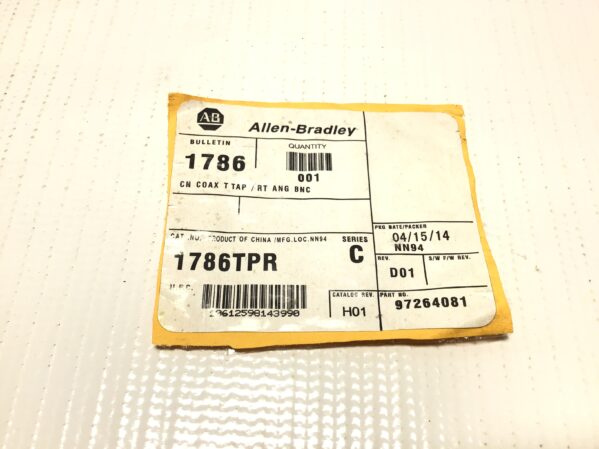 AB
Allen-Bradley
BULLETIN
1786
QUANTITY
001
CN COAX T TAP / RT ANG BNC
CAT. NO. PRODUCT OF CHINA /MFG.LOC.NN94
SERIES
1786TPR
C
PKG DATE/PACKER
04/15/14
NN94
REV.
D01
S/W F/W REV.
U.P.C.
10612598143990
CATALOG REV.
H01
PART NO.
97264081